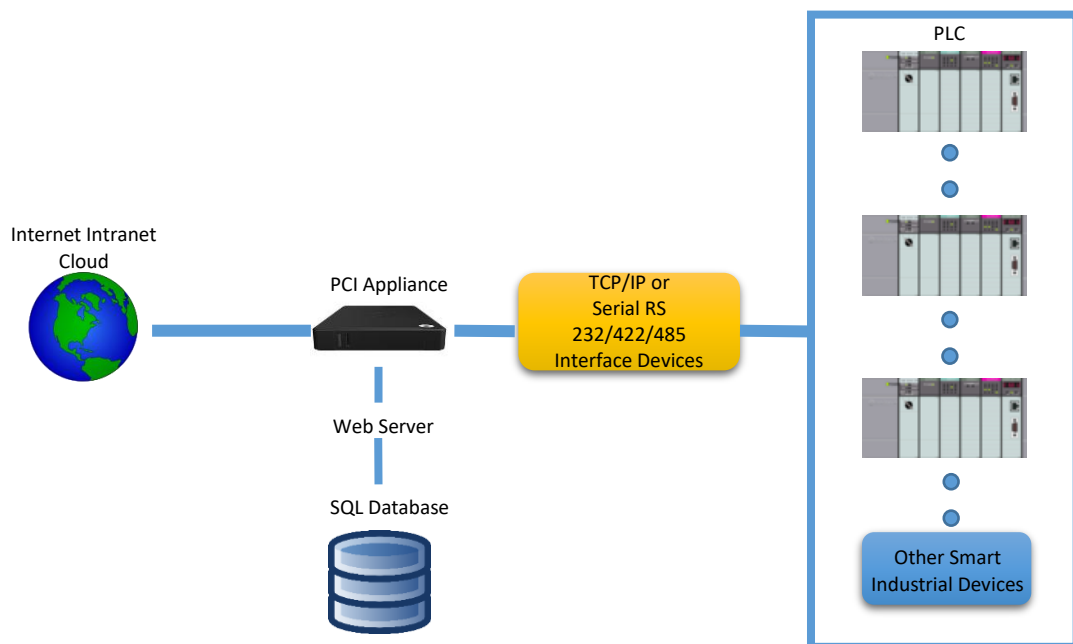 PLC
Internet Intranet
Cloud
PCI Appliance
TCP/IP or
Serial RS
232/422/485
Interface Devices
Web Server
SQL Database
Other Smart
Industrial Devices